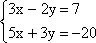 3x − 2y = 7
5x + 3y = −20